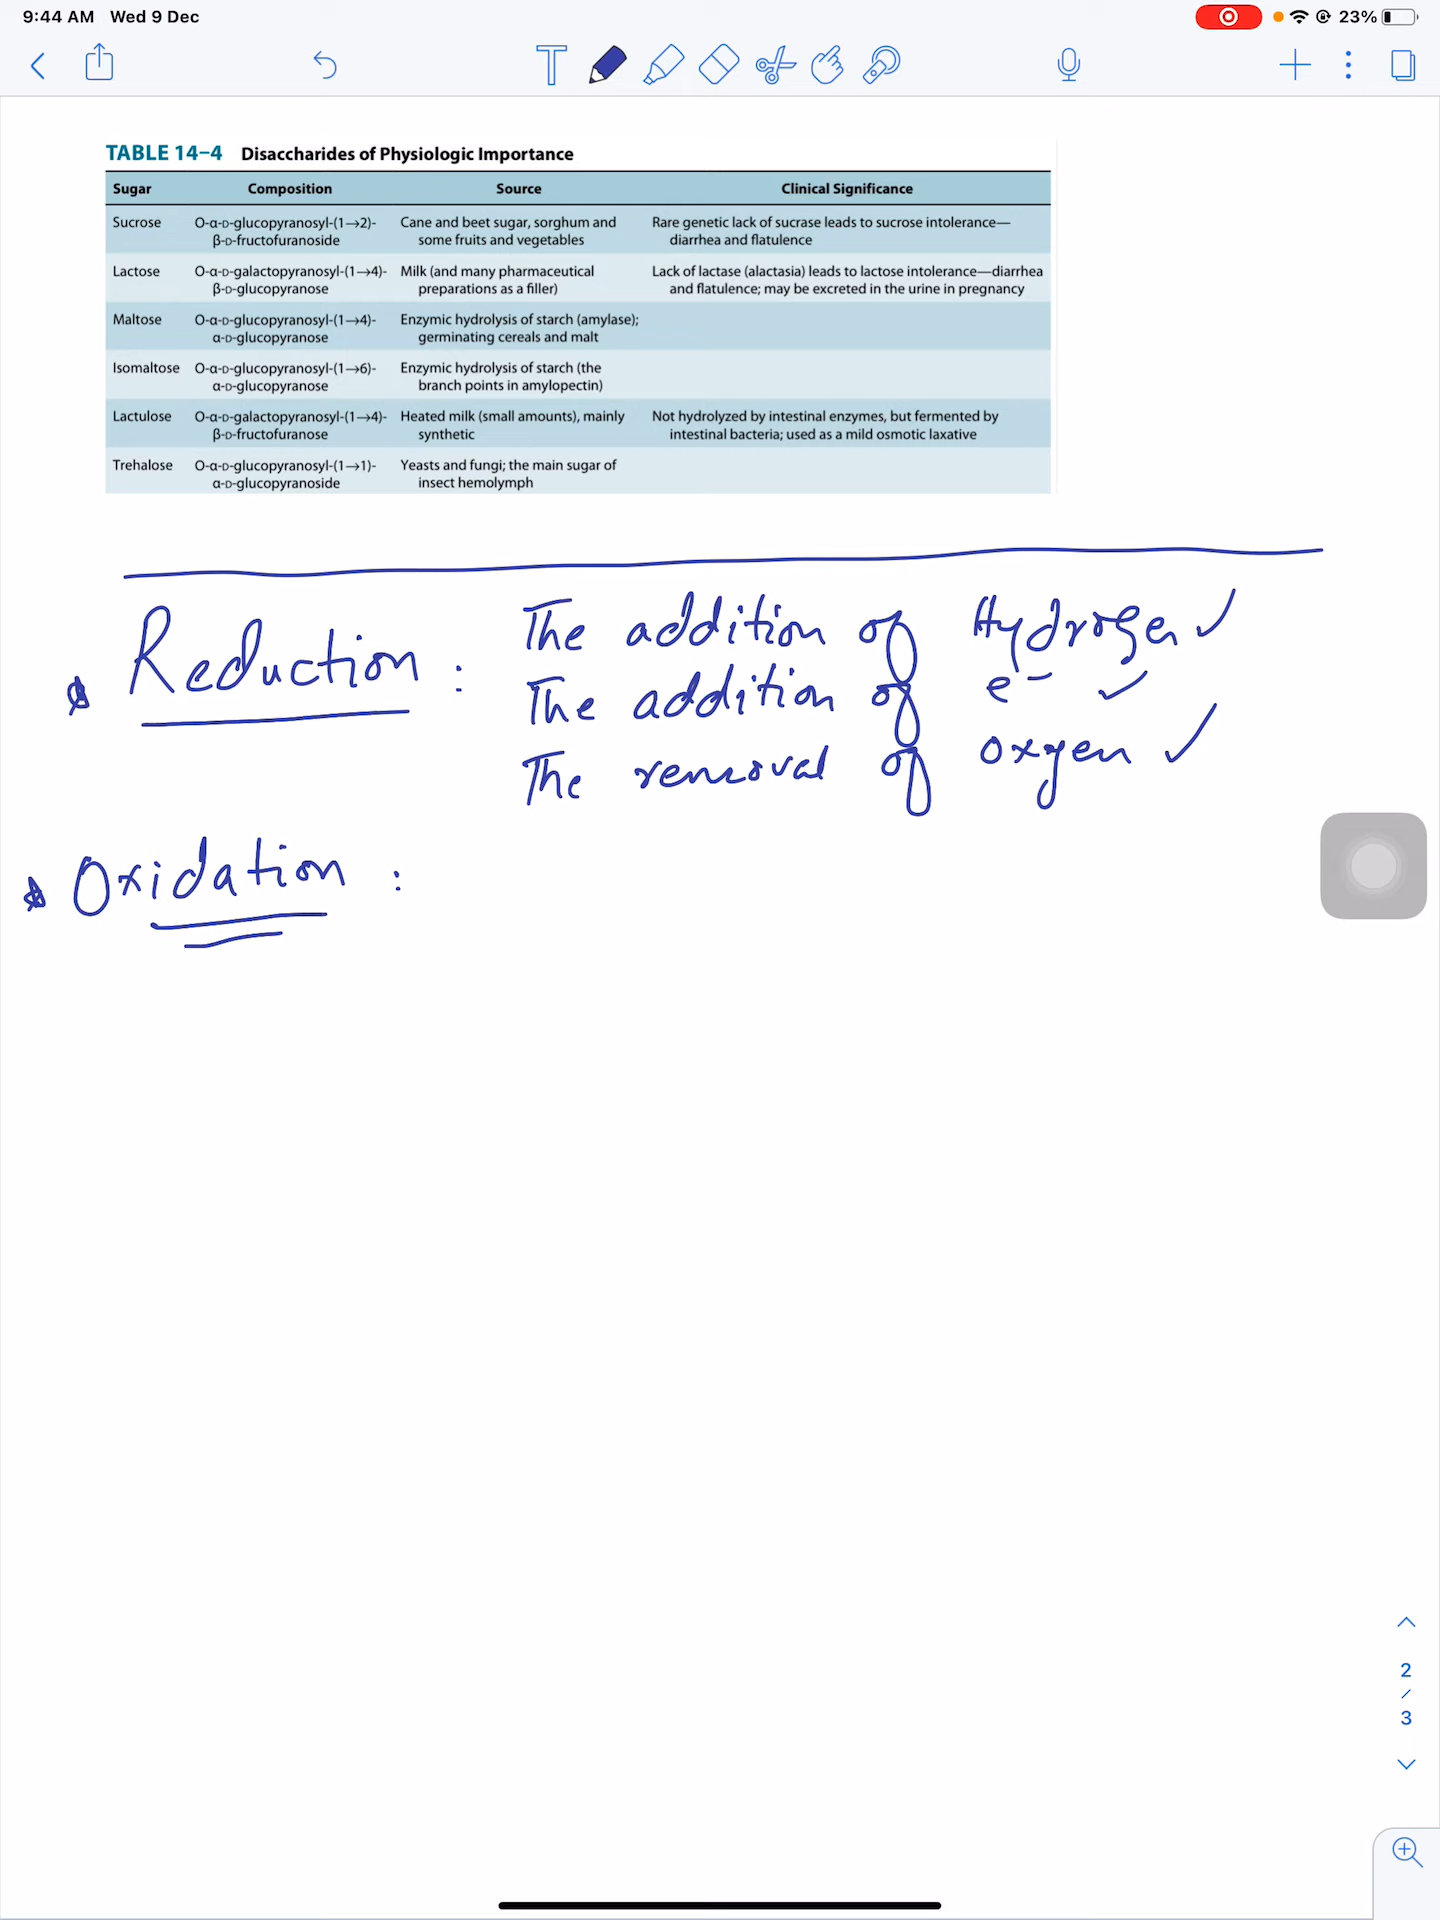 9:44 AM Wed 9 Dec 23%
T
TABLE 14–4 Disaccharides of Physiologic Importance
Sugar Composition Source Clinical Significance
Sucrose O-α-D-glucopyranosyl-(1→2)- Cane and beet sugar, sorghum and Rare genetic lack of sucrase leads to sucrose intolerance—
β-D-fructofuranoside some fruits and vegetables diarrhea and flatulence
Lactose O-α-D-galactopyranosyl-(1→4)- Milk (and many pharmaceutical Lack of lactase (alactasia) leads to lactose intolerance—diarrhea
β-D-glucopyranose preparations as a filler) and flatulence; may be excreted in the urine in pregnancy
Maltose O-α-D-glucopyranosyl-(1→4)- Enzymic hydrolysis of starch (amylase);
α-D-glucopyranose germinating cereals and malt
Isomaltose O-α-D-glucopyranosyl-(1→6)- Enzymic hydrolysis of starch (the
α-D-glucopyranose branch points in amylopectin)
Lactulose O-α-D-galactopyranosyl-(1→4)- Heated milk (small amounts), mainly Not hydrolyzed by intestinal enzymes, but fermented by
β-D-fructofuranose synthetic intestinal bacteria; used as a mild osmotic laxative
Trehalose O-α-D-glucopyranosyl-(1→1)- Yeasts and fungi; the main sugar of
α-D-glucopyranoside insect hemolymph
Reduction : The addition of Hydrogen ✓
The addition of e⁻ ✓
The removal of oxygen ✓
Oxidation :
2
/
3